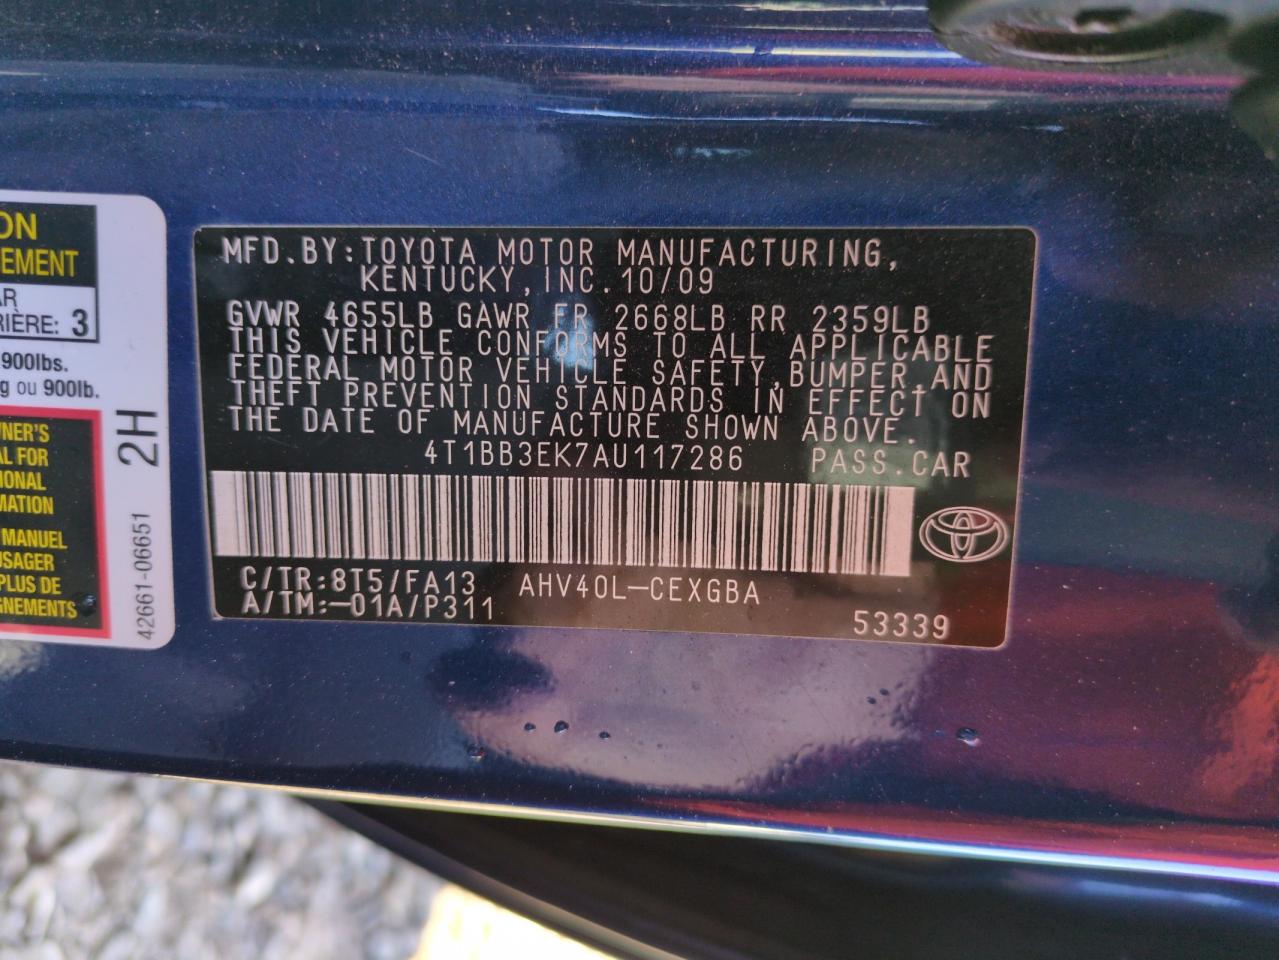 ON
EMENT
AR
RIÈRE: 3
900lbs.
g ou 900lb.
WNER'S
AL FOR
IONAL
MATION
MANUEL
USAGER
PLUS DE
GNEMENTS
2H
42661-06651
MFD.BY:TOYOTA MOTOR MANUFACTURING,
KENTUCKY,INC.10/09
GVWR 4655LB GAWR FR 2668LB RR 2359LB
THIS VEHICLE CONFORMS TO ALL APPLICABLE
FEDERAL MOTOR VEHICLE SAFETY,BUMPER,AND
THEFT PREVENTION STANDARDS IN EFFECT ON
THE DATE OF MANUFACTURE SHOWN ABOVE.
4T1BB3EK7AU117286 PASS.CAR
C/TR:8T5/FA13 AHV40L-CEXGBA
A/TM:-01A/P311
53339